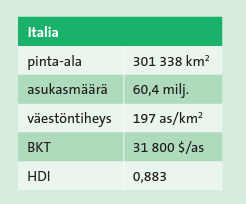 Italia
pinta-ala 301 338 km²
asukasmäärä 60,4 milj.
väestöntiheys 197 as/km²
BKT 31 800 $/as
HDI 0,883